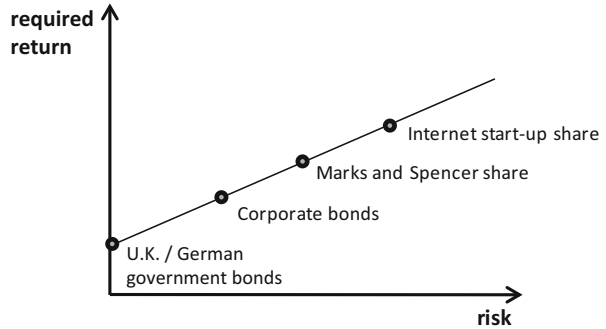 required
return
Internet start-up share
Marks and Spencer share
Corporate bonds
U.K. / German
government bonds
risk